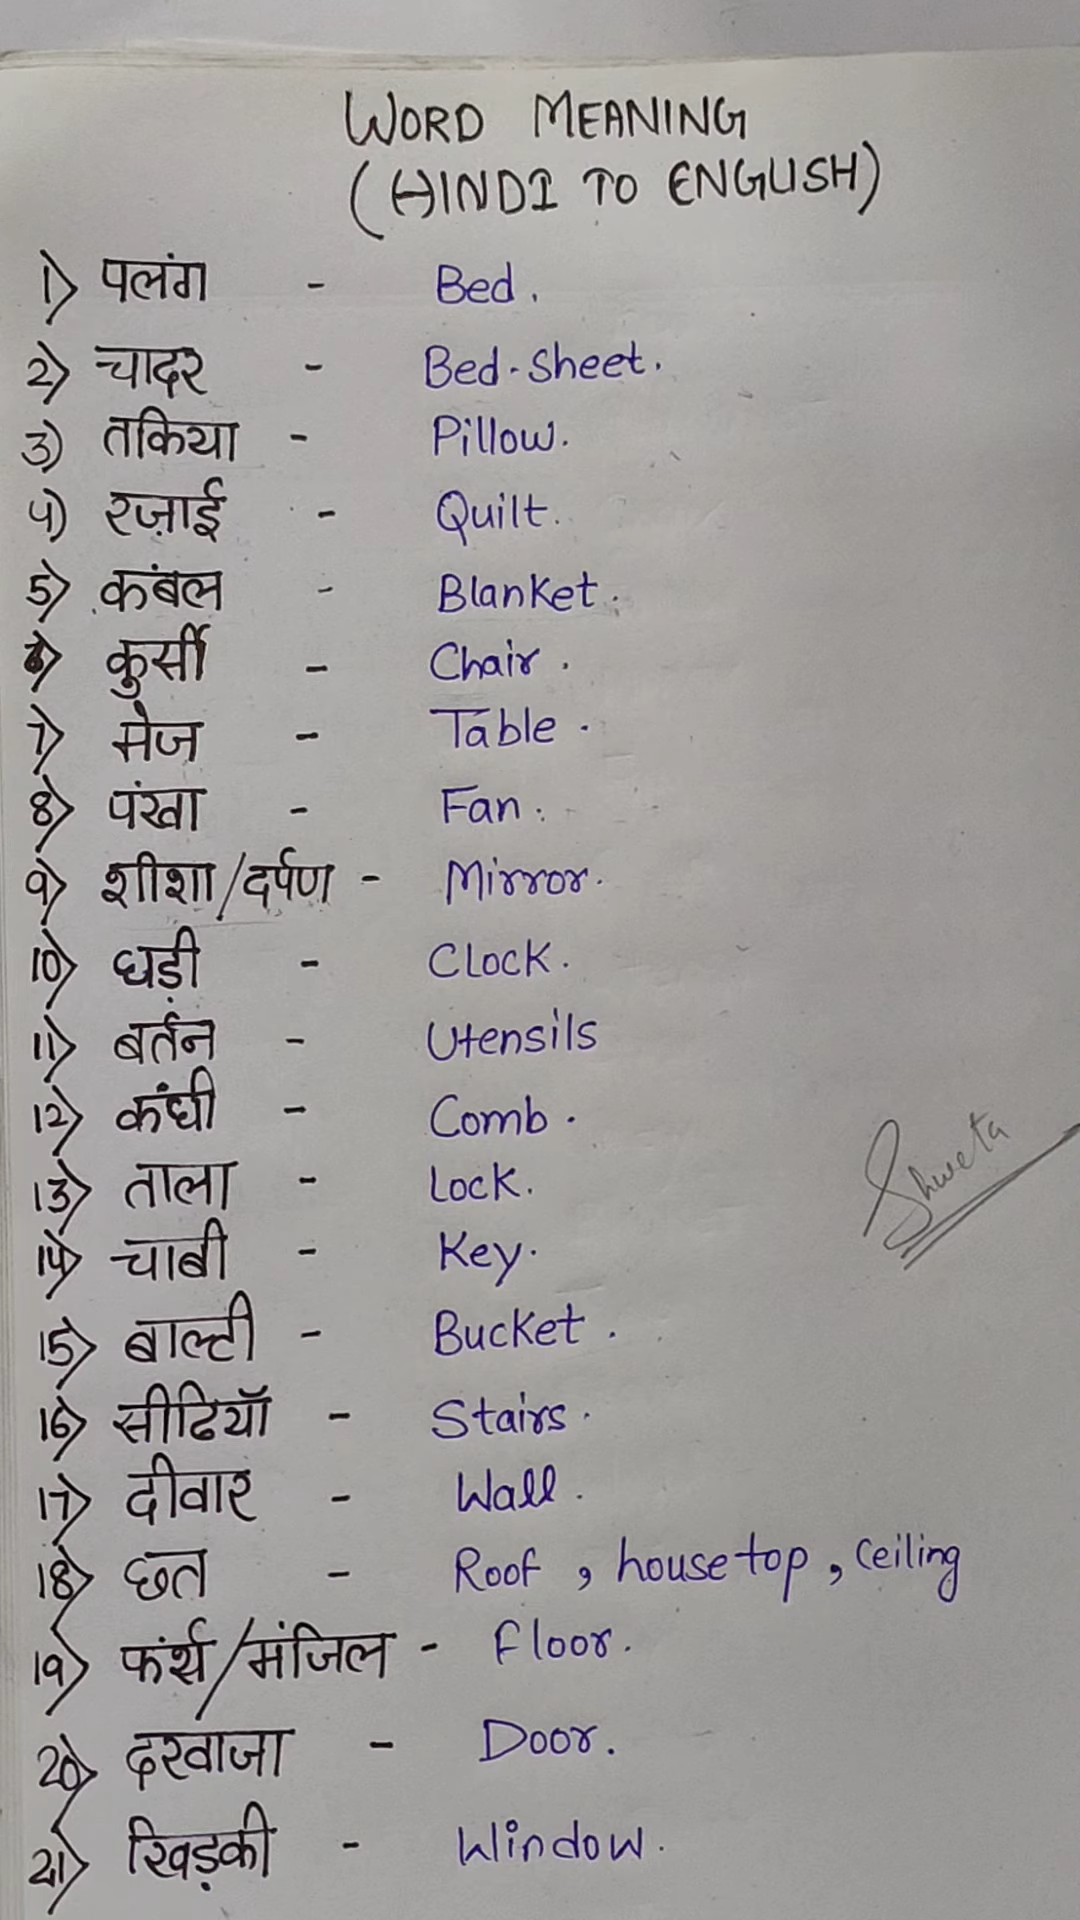 WORD MEANING
(HINDI TO ENGLISH)
1) पलंग - Bed.
2) चादर - Bed-Sheet.
3) तकिया - Pillow.
4) रज़ाई - Quilt.
5) कंबल - Blanket.
6) कुर्सी - Chair.
7) मेज - Table.
8) पंखा - Fan.
9) शीशा/दर्पण - Mirror.
10) घड़ी - Clock.
11) बर्तन - Utensils
12) कंघी - Comb.
13) ताला - Lock.
14) चाबी - Key.
15) बाल्टी - Bucket.
16) सीढियॉ - Stairs.
17) दीवार - Wall.
18) छत - Roof, housetop, Ceiling
19) फंर्श/मंजिल - Floor.
20) दरवाजा - Door.
21) खिड़की - Window.
Shweta